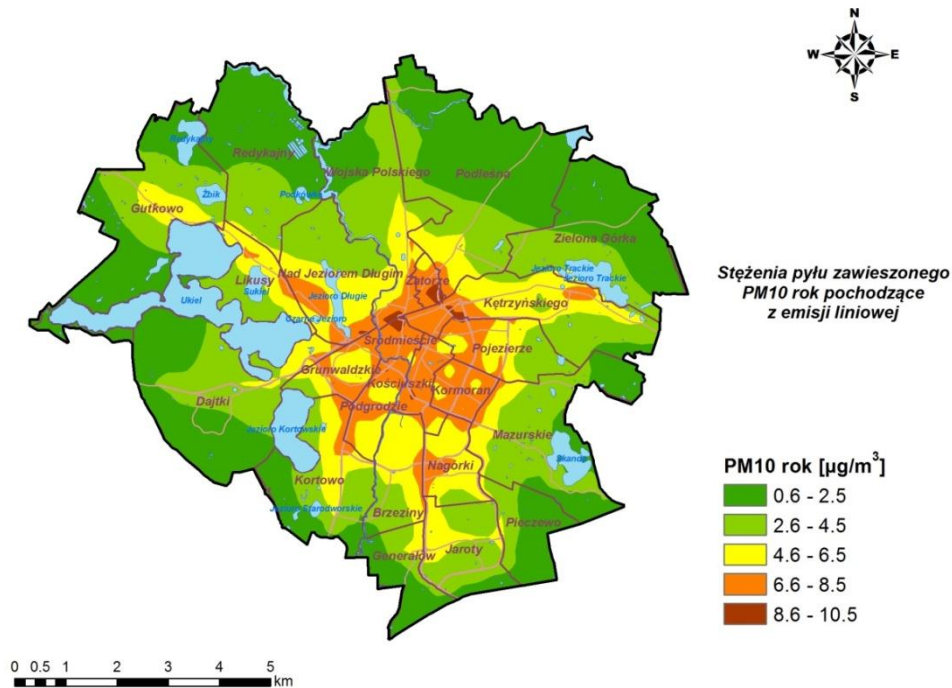 N
W E
S
Redykajny
Redykajny
Wojska Polskiego
Podleśna
Żbik
Podkówka
Gutkowo
Zielona Górka
Jezioro Trackie
Jezioro Trackie
Likusy
Sukiel
Nad Jeziorem Długim
Zatorze
Ukiel
Jezioro Długie
Kętrzyńskiego
Czarne Jezioro
Śródmieście
Pojezierze
Grunwaldzkie
Kościuszki
Kormoran
Dajtki
Podgrodzie
Jezioro Kortowskie
Mazurskie
Skanda
Nagórki
Kortowo
Jezioro Starodworskie
Brzeziny
Pieczewo
Generałów
Jaroty
Stężenia pyłu zawieszonego
PM10 rok pochodzące
z emisji liniowej
PM10 rok [µg/m³]
0.6 - 2.5
2.6 - 4.5
4.6 - 6.5
6.6 - 8.5
8.6 - 10.5
0 0.5 1 2 3 4 5
km